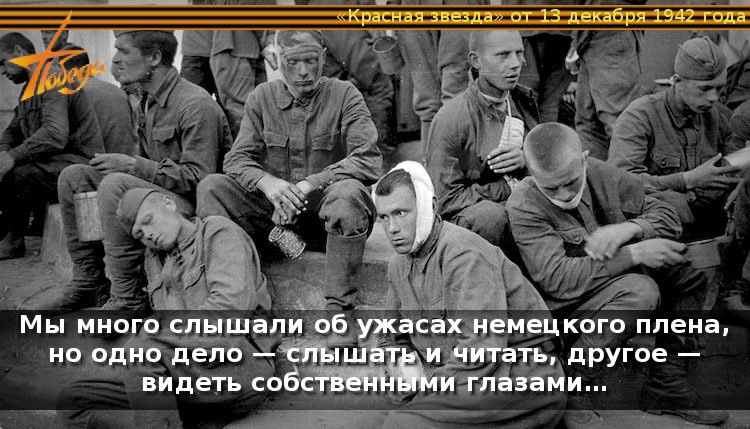 «Красная звезда» от 13 декабря 1942 года
Победа
Мы много слышали об ужасах немецкого плена,
но одно дело — слышать и читать, другое —
видеть собственными глазами...